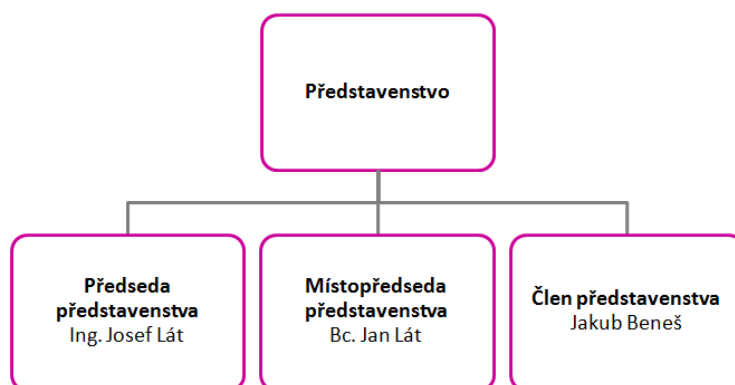 Představenstvo
Předseda
představenstva
Ing. Josef Lát
Místopředseda
představenstva
Bc. Jan Lát
Člen představenstva
Jakub Beneš